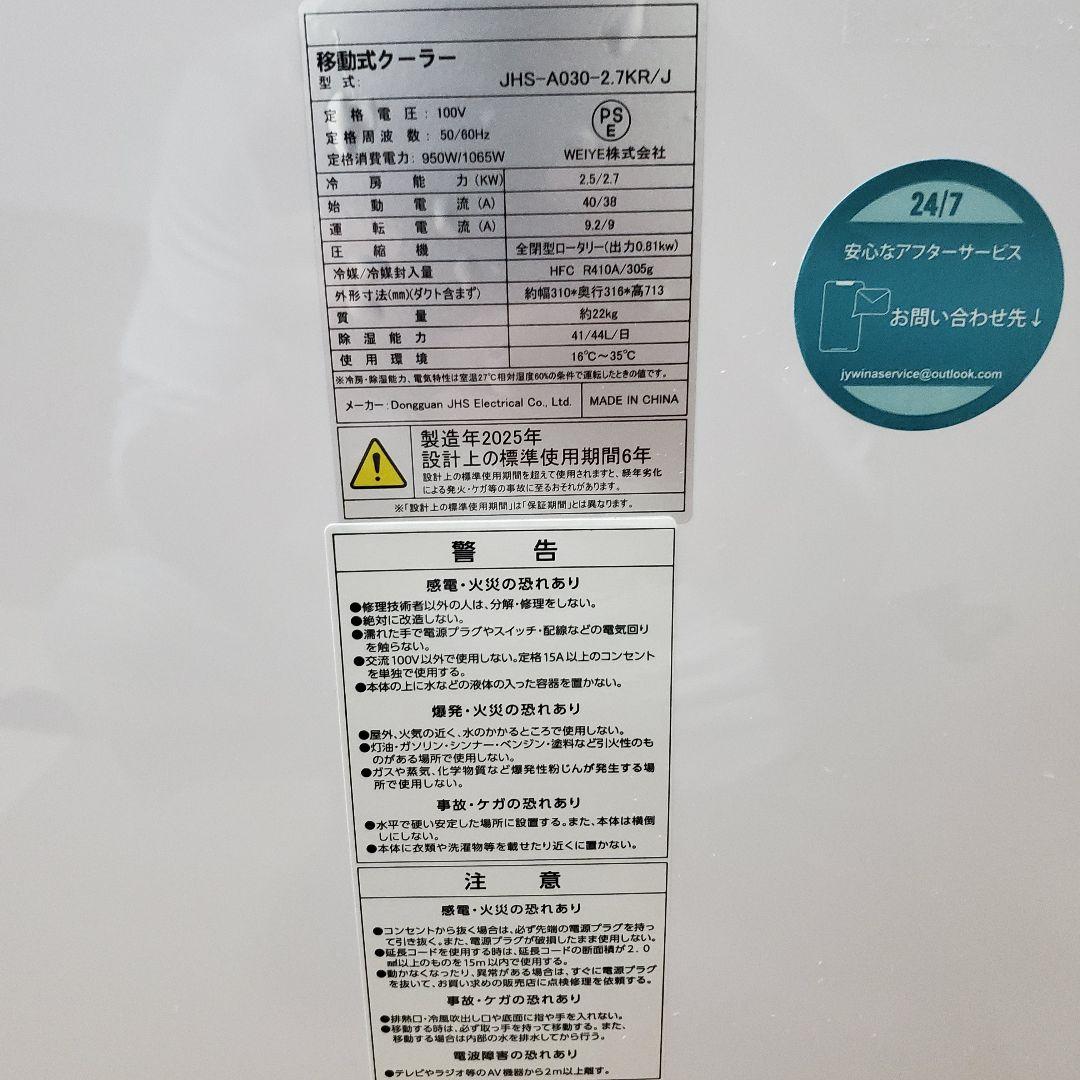 移動式クーラー
型式: JHS-A030-2.7KR/J
定格電圧: 100V
定格周波数: 50/60Hz
定格消費電力: 950W/1065W
PSE
WEIYE株式会社
冷房能力(KW) 2.5/2.7
始動電流(A) 40/38
運転電流(A) 9.2/9
圧縮機 全閉型ロータリー(出力0.81kw)
冷媒/冷媒封入量 HFC R410A/305g
外形寸法(mm)(ダクト含まず) 約幅310*奥行316*高713
質量 約22kg
除湿能力 41/44L/日
使用環境 16℃～35℃
※冷房・除湿能力、電気特性は室温27℃相対湿度60%の条件で運転したときの値です。
メーカー: Dongguan JHS Electrical Co., Ltd. MADE IN CHINA
製造年2025年
設計上の標準使用期間6年
設計上の標準使用期間を超えて使用されますと、経年劣化
による発火・ケガ等の事故に至るおそれがあります。
※「設計上の標準使用期間」は「保証期間」とは異なります。
24/7
安心なアフターサービス
お問い合わせ先↓
jywinaservice@outlook.com
警告
感電・火災の恐れあり
●修理技術者以外の人は、分解・修理をしない。
●絶対に改造しない。
●濡れた手で電源プラグやスイッチ・配線などの電気回り
を触らない。
●交流100V以外で使用しない。定格15A以上のコンセント
を単独で使用する。
●本体の上に水などの液体の入った容器を置かない。
爆発・火災の恐れあり
●屋外、火気の近く、水のかかるところで使用しない。
●灯油・ガソリン・シンナー・ベンジン・塗料など引火性のも
のがある場所で使用しない。
●ガスや蒸気、化学物質など爆発性粉じんが発生する場
所で使用しない。
事故・ケガの恐れあり
●水平で硬い安定した場所に設置する。また、本体は横倒
しにしない。
●本体に衣類や洗濯物等を載せたり近くに置かない。
注意
感電・火災の恐れあり
●コンセントから抜く場合は、必ず先端の電源プラグを持っ
て引き抜く。また、電源プラグが破損したまま使用しない。
●延長コードを使用する時は、延長コードの断面積が2.0
㎟以上のものを15m以内で使用する。
●動かなくなったり、異常がある場合は、すぐに電源プラグ
を抜いて、お買い求めの販売店に点検修理を依頼する。
事故・ケガの恐れあり
●排熱口・冷風吹出し口や底面に指や手を入れない。
●移動する時は、必ず取っ手を持って移動する。また、
移動する場合は内部の水を排水してから行う。
電波障害の恐れあり
●テレビやラジオ等のAV機器から2m以上離す。